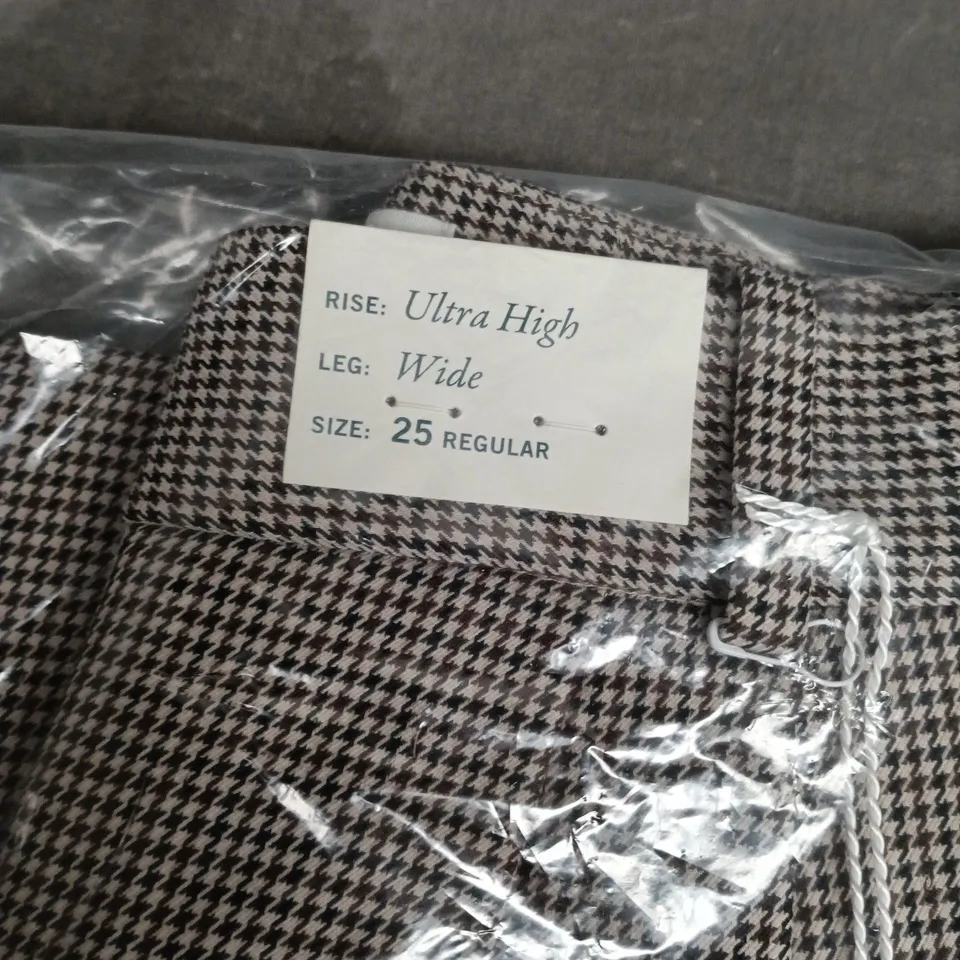 RISE: Ultra High
LEG: Wide
SIZE: 25 REGULAR